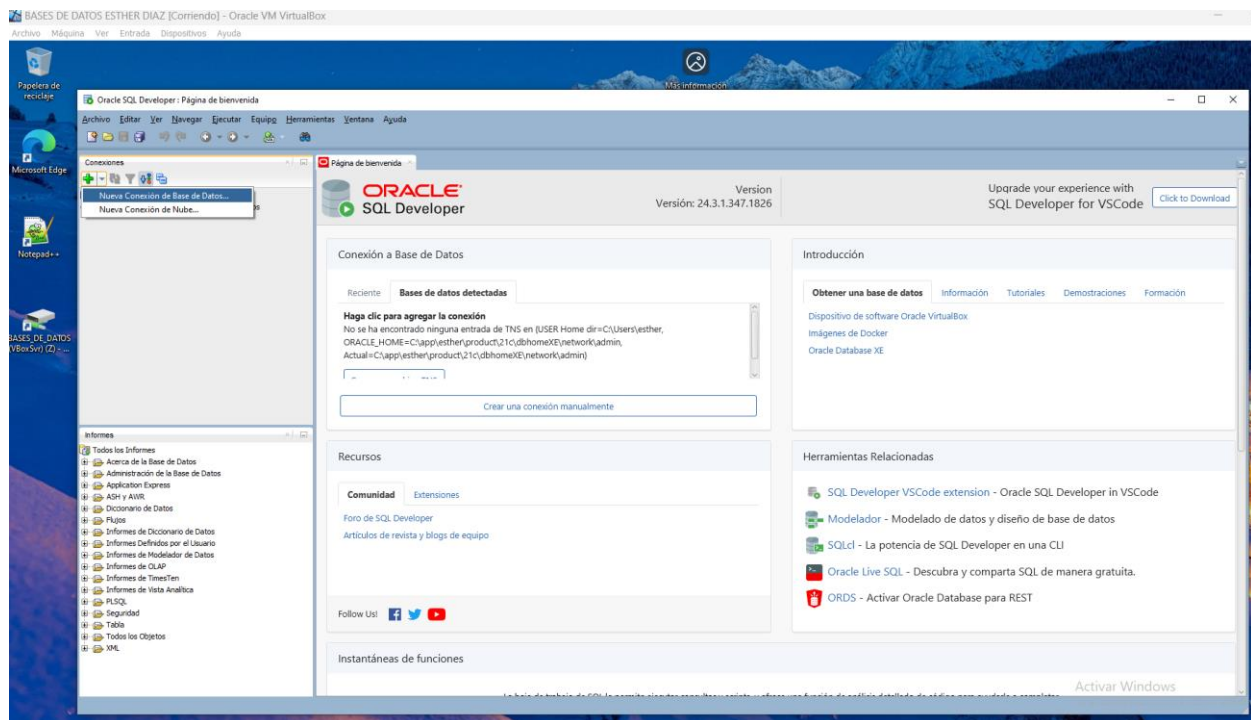 BASES DE DATOS ESTHER DIAZ [Corriendo] - Oracle VM VirtualBox
Archivo Máquina Ver Entrada Dispositivos Ayuda
Papelera de reciclaje
Más información
Microsoft Edge
Notepad++
BASES_DE_DATOS (VBoxSvr) (Z) - ...
Oracle SQL Developer : Página de bienvenida
Archivo Editar Ver Navegar Ejecutar Equipo Herramientas Ventana Ayuda
Conexiones
Nueva Conexión de Base de Datos...
Nueva Conexión de Nube...
Página de bienvenida
ORACLE
SQL Developer
Version
Versión: 24.3.1.347.1826
Upgrade your experience with
SQL Developer for VSCode
Click to Download
Conexión a Base de Datos
Reciente Bases de datos detectadas
Haga clic para agregar la conexión
No se ha encontrado ninguna entrada de TNS en (USER Home dir=C:\Users\esther,
ORACLE_HOME=C:\app\esther\product\21c\dbhomeXE\network\admin,
Actual=C:\app\esther\product\21c\dbhomeXE\network\admin)
Crear una conexión manualmente
Introducción
Obtener una base de datos Información Tutoriales Demostraciones Formación
Dispositivo de software Oracle VirtualBox
Imágenes de Docker
Oracle Database XE
Informes
Todos los Informes
Acerca de la Base de Datos
Administración de la Base de Datos
Application Express
ASH y AWR
Diccionario de Datos
Flujos
Informes de Diccionario de Datos
Informes Definidos por el Usuario
Informes de Modelador de Datos
Informes de OLAP
Informes de TimesTen
Informes de Vista Analítica
PLSQL
Seguridad
Tabla
Todos los Objetos
XML
Recursos
Comunidad Extensiones
Foro de SQL Developer
Artículos de revista y blogs de equipo
Follow Us!
Herramientas Relacionadas
SQL Developer VSCode extension - Oracle SQL Developer in VSCode
Modelador - Modelado de datos y diseño de base de datos
SQLcl - La potencia de SQL Developer en una CLI
Oracle Live SQL - Descubra y comparta SQL de manera gratuita.
ORDS - Activar Oracle Database para REST
Instantáneas de funciones
Activar Windows